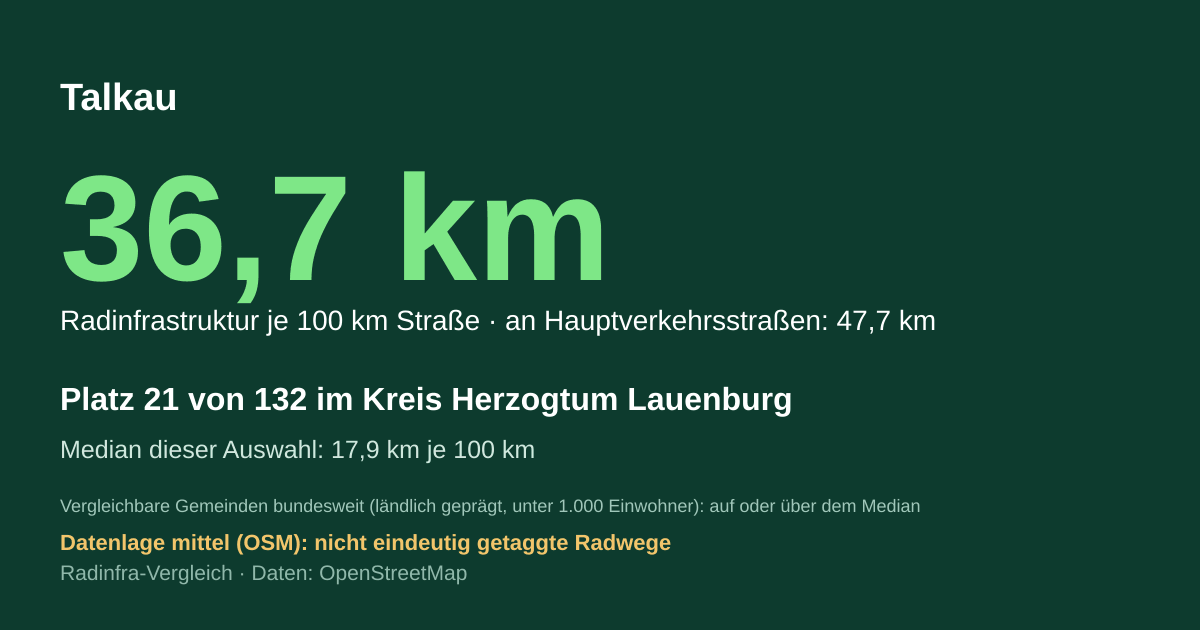 Talkau
36,7 km
Radinfrastruktur je 100 km Straße · an Hauptverkehrsstraßen: 47,7 km
Platz 21 von 132 im Kreis Herzogtum Lauenburg
Median dieser Auswahl: 17,9 km je 100 km
Vergleichbare Gemeinden bundesweit (ländlich geprägt, unter 1.000 Einwohner): auf oder über dem Median
Datenlage mittel (OSM): nicht eindeutig getaggte Radwege
Radinfra-Vergleich · Daten: OpenStreetMap